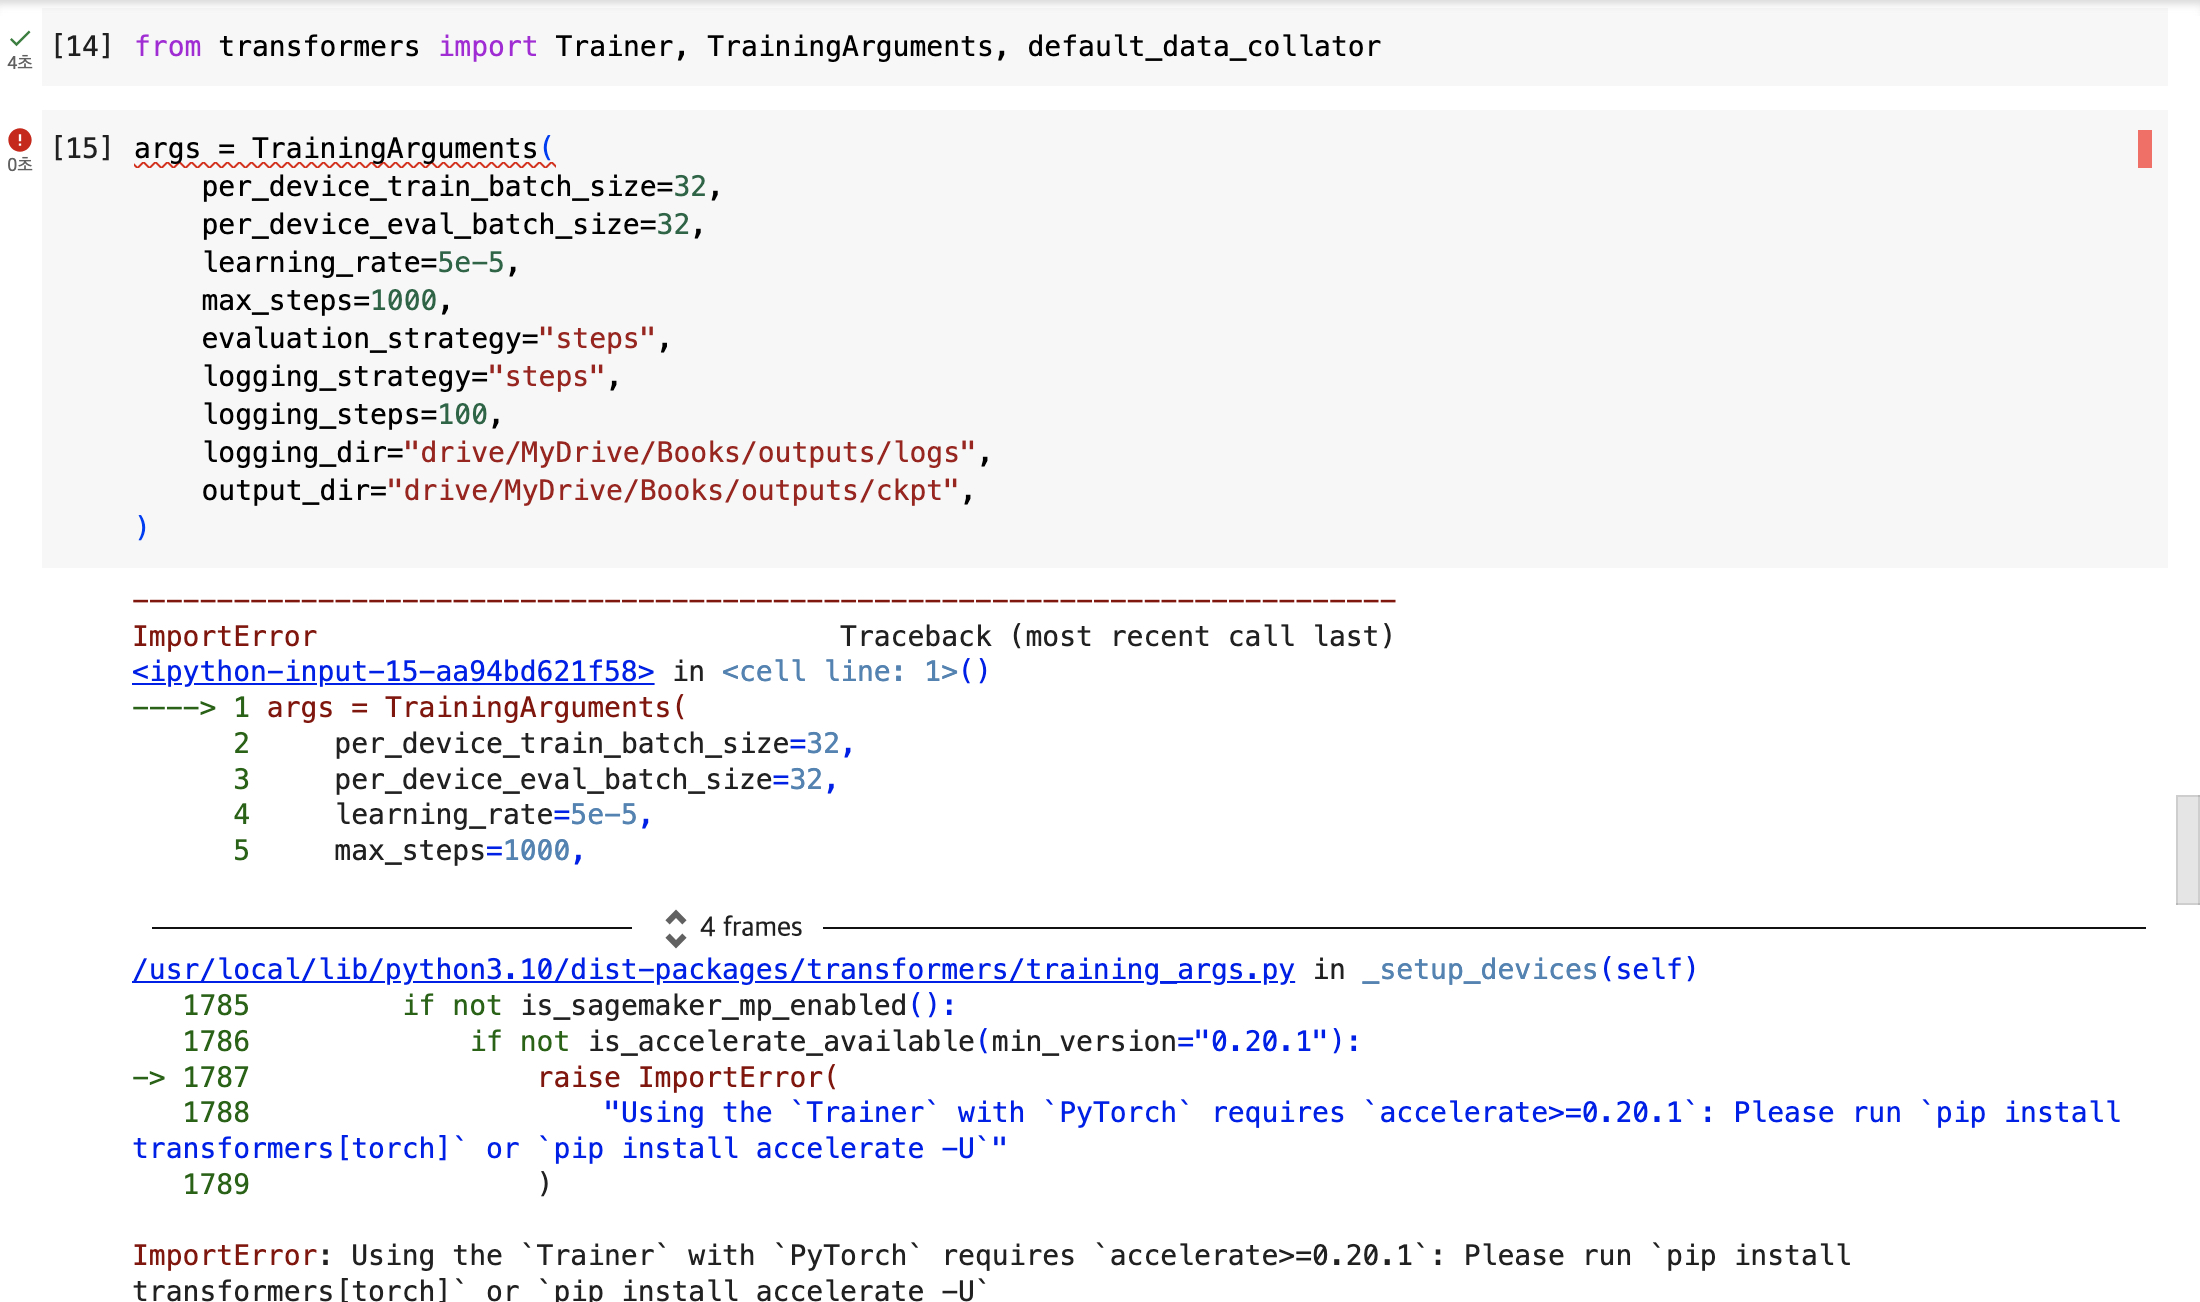 [14] from transformers import Trainer, TrainingArguments, default_data_collator
4초
[15] args = TrainingArguments(
0초
    per_device_train_batch_size=32,
    per_device_eval_batch_size=32,
    learning_rate=5e-5,
    max_steps=1000,
    evaluation_strategy="steps",
    logging_strategy="steps",
    logging_steps=100,
    logging_dir="drive/MyDrive/Books/outputs/logs",
    output_dir="drive/MyDrive/Books/outputs/ckpt",
)
---------------------------------------------------------------------------
ImportError                               Traceback (most recent call last)
<ipython-input-15-aa94bd621f58> in <cell line: 1>()
----> 1 args = TrainingArguments(
      2     per_device_train_batch_size=32,
      3     per_device_eval_batch_size=32,
      4     learning_rate=5e-5,
      5     max_steps=1000,
4 frames
/usr/local/lib/python3.10/dist-packages/transformers/training_args.py in _setup_devices(self)
   1785         if not is_sagemaker_mp_enabled():
   1786             if not is_accelerate_available(min_version="0.20.1"):
-> 1787                 raise ImportError(
   1788                     "Using the `Trainer` with `PyTorch` requires `accelerate>=0.20.1`: Please run `pip install
transformers[torch]` or `pip install accelerate -U`"
   1789                 )
ImportError: Using the `Trainer` with `PyTorch` requires `accelerate>=0.20.1`: Please run `pip install
transformers[torch]` or `pip install accelerate -U`